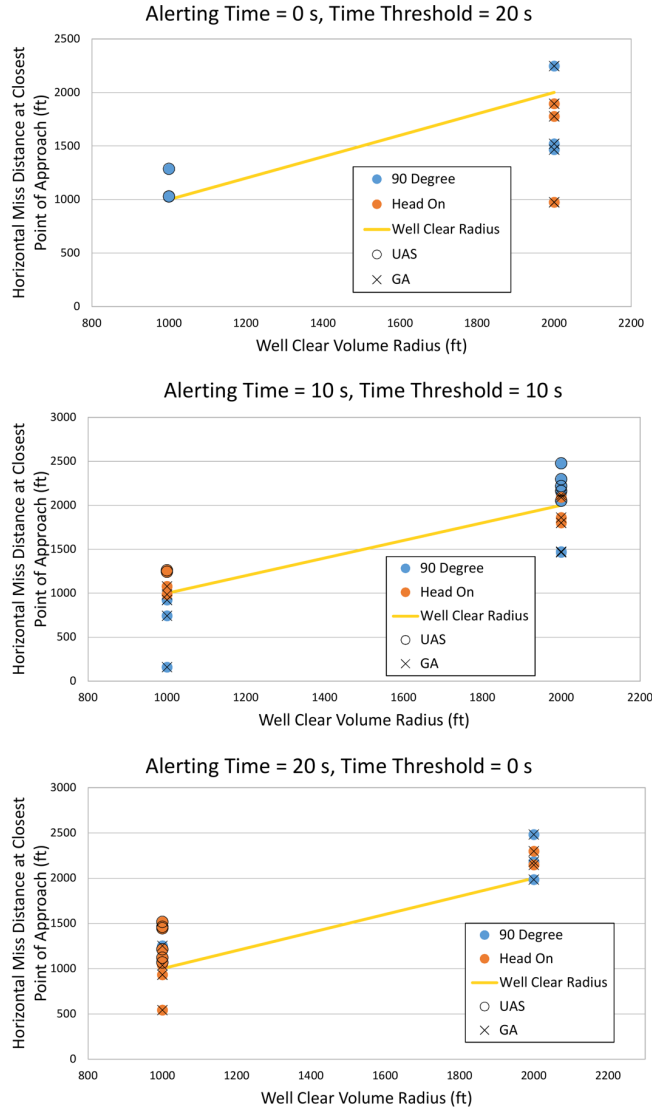 Alerting Time = 0 s, Time Threshold = 20 s
Horizontal Miss Distance at Closest
Point of Approach (ft)
2500
2000
1500
1000
500
0
90 Degree
Head On
Well Clear Radius
UAS
GA
800 1000 1200 1400 1600 1800 2000 2200
Well Clear Volume Radius (ft)
Alerting Time = 10 s, Time Threshold = 10 s
Horizontal Miss Distance at Closest
Point of Approach (ft)
3000
2500
2000
1500
1000
500
0
90 Degree
Head On
Well Clear Radius
UAS
GA
800 1000 1200 1400 1600 1800 2000 2200
Well Clear Volume Radius (ft)
Alerting Time = 20 s, Time Threshold = 0 s
Horizontal Miss Distance at Closest
Point of Approach (ft)
3000
2500
2000
1500
1000
500
0
90 Degree
Head On
Well Clear Radius
UAS
GA
800 1000 1200 1400 1600 1800 2000 2200
Well Clear Volume Radius (ft)